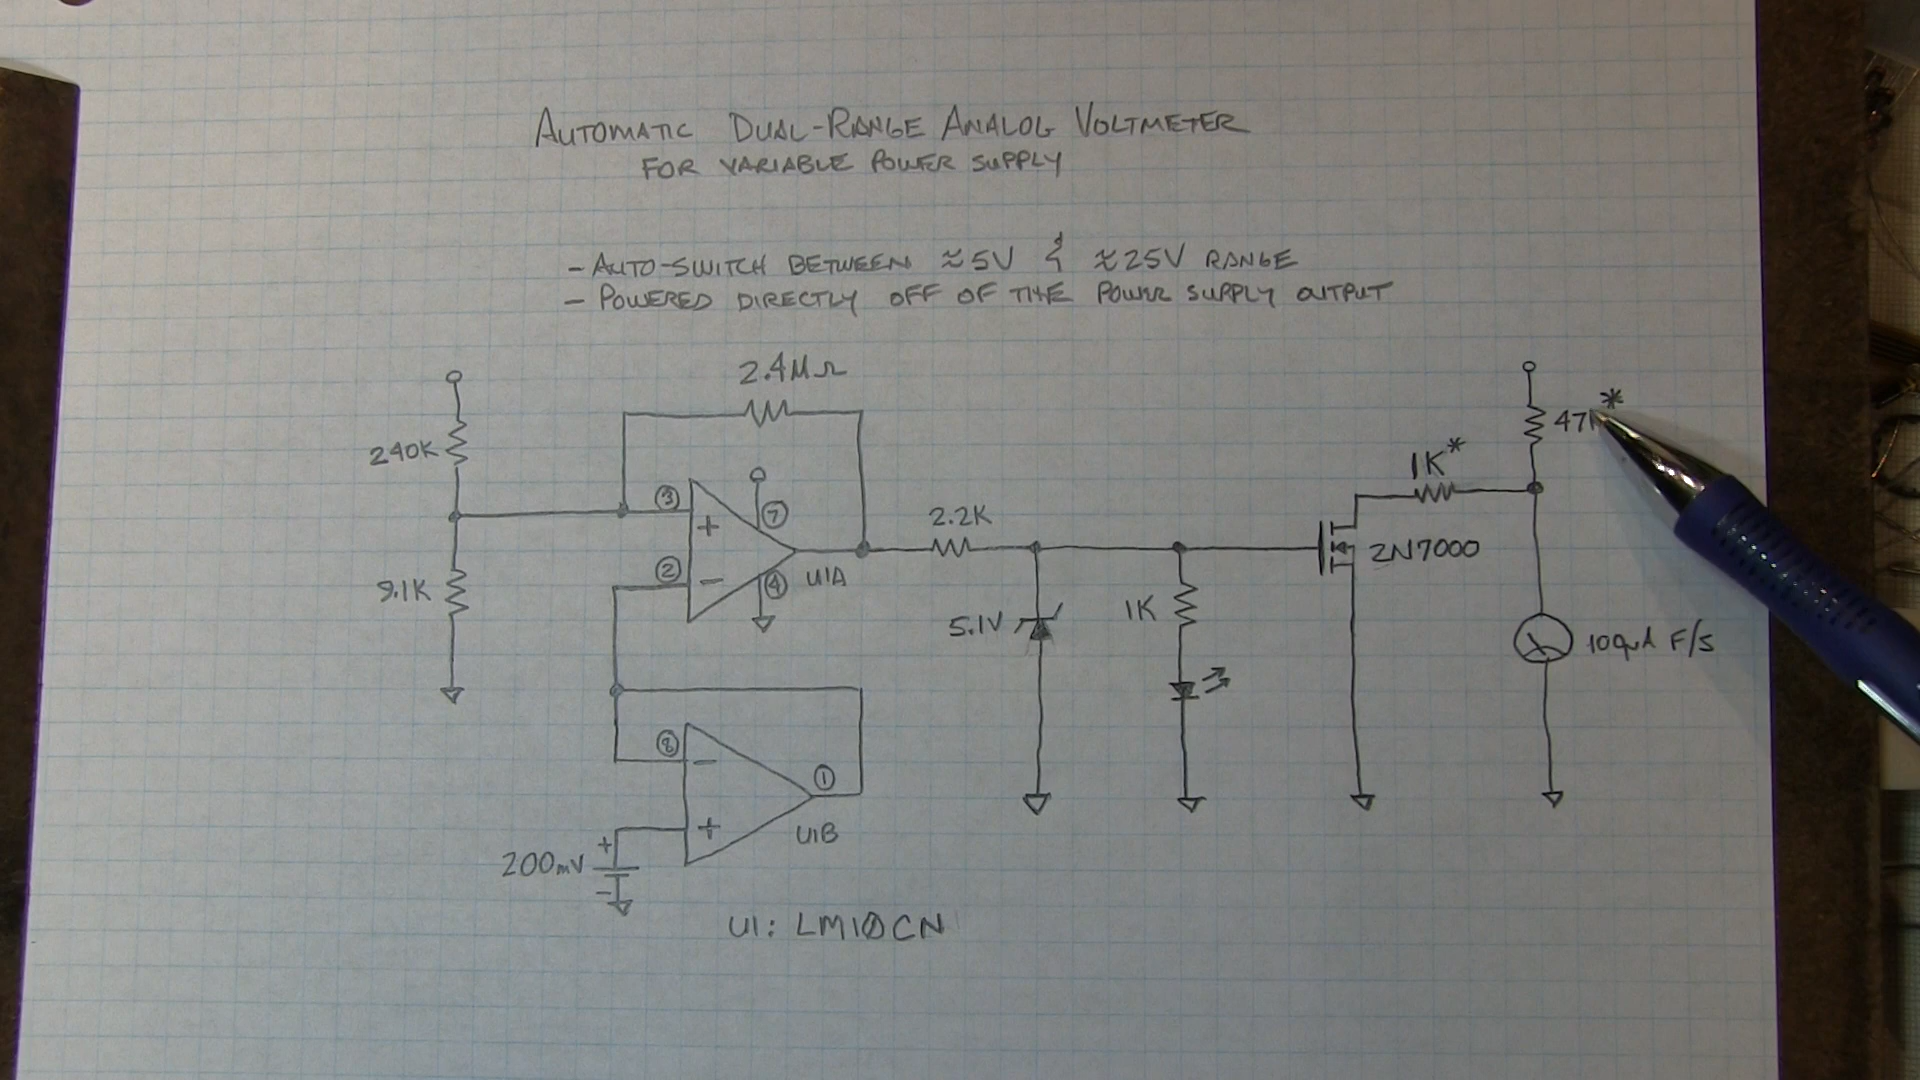 AUTOMATIC DUAL-RANGE ANALOG VOLTMETER
FOR VARIABLE POWER SUPPLY
- AUTO-SWITCH BETWEEN ≈5V & ≈25V RANGE
- POWERED DIRECTLY OFF OF THE POWER SUPPLY OUTPUT
2.4MΩ
240K
47K*
1K*
3
+
7
2.2K
2N7000
2
-
4
U1A
9.1K
5.1V
1K
100µA F/S
8
-
1
+
U1B
200mV
+
-
U1: LM10CN